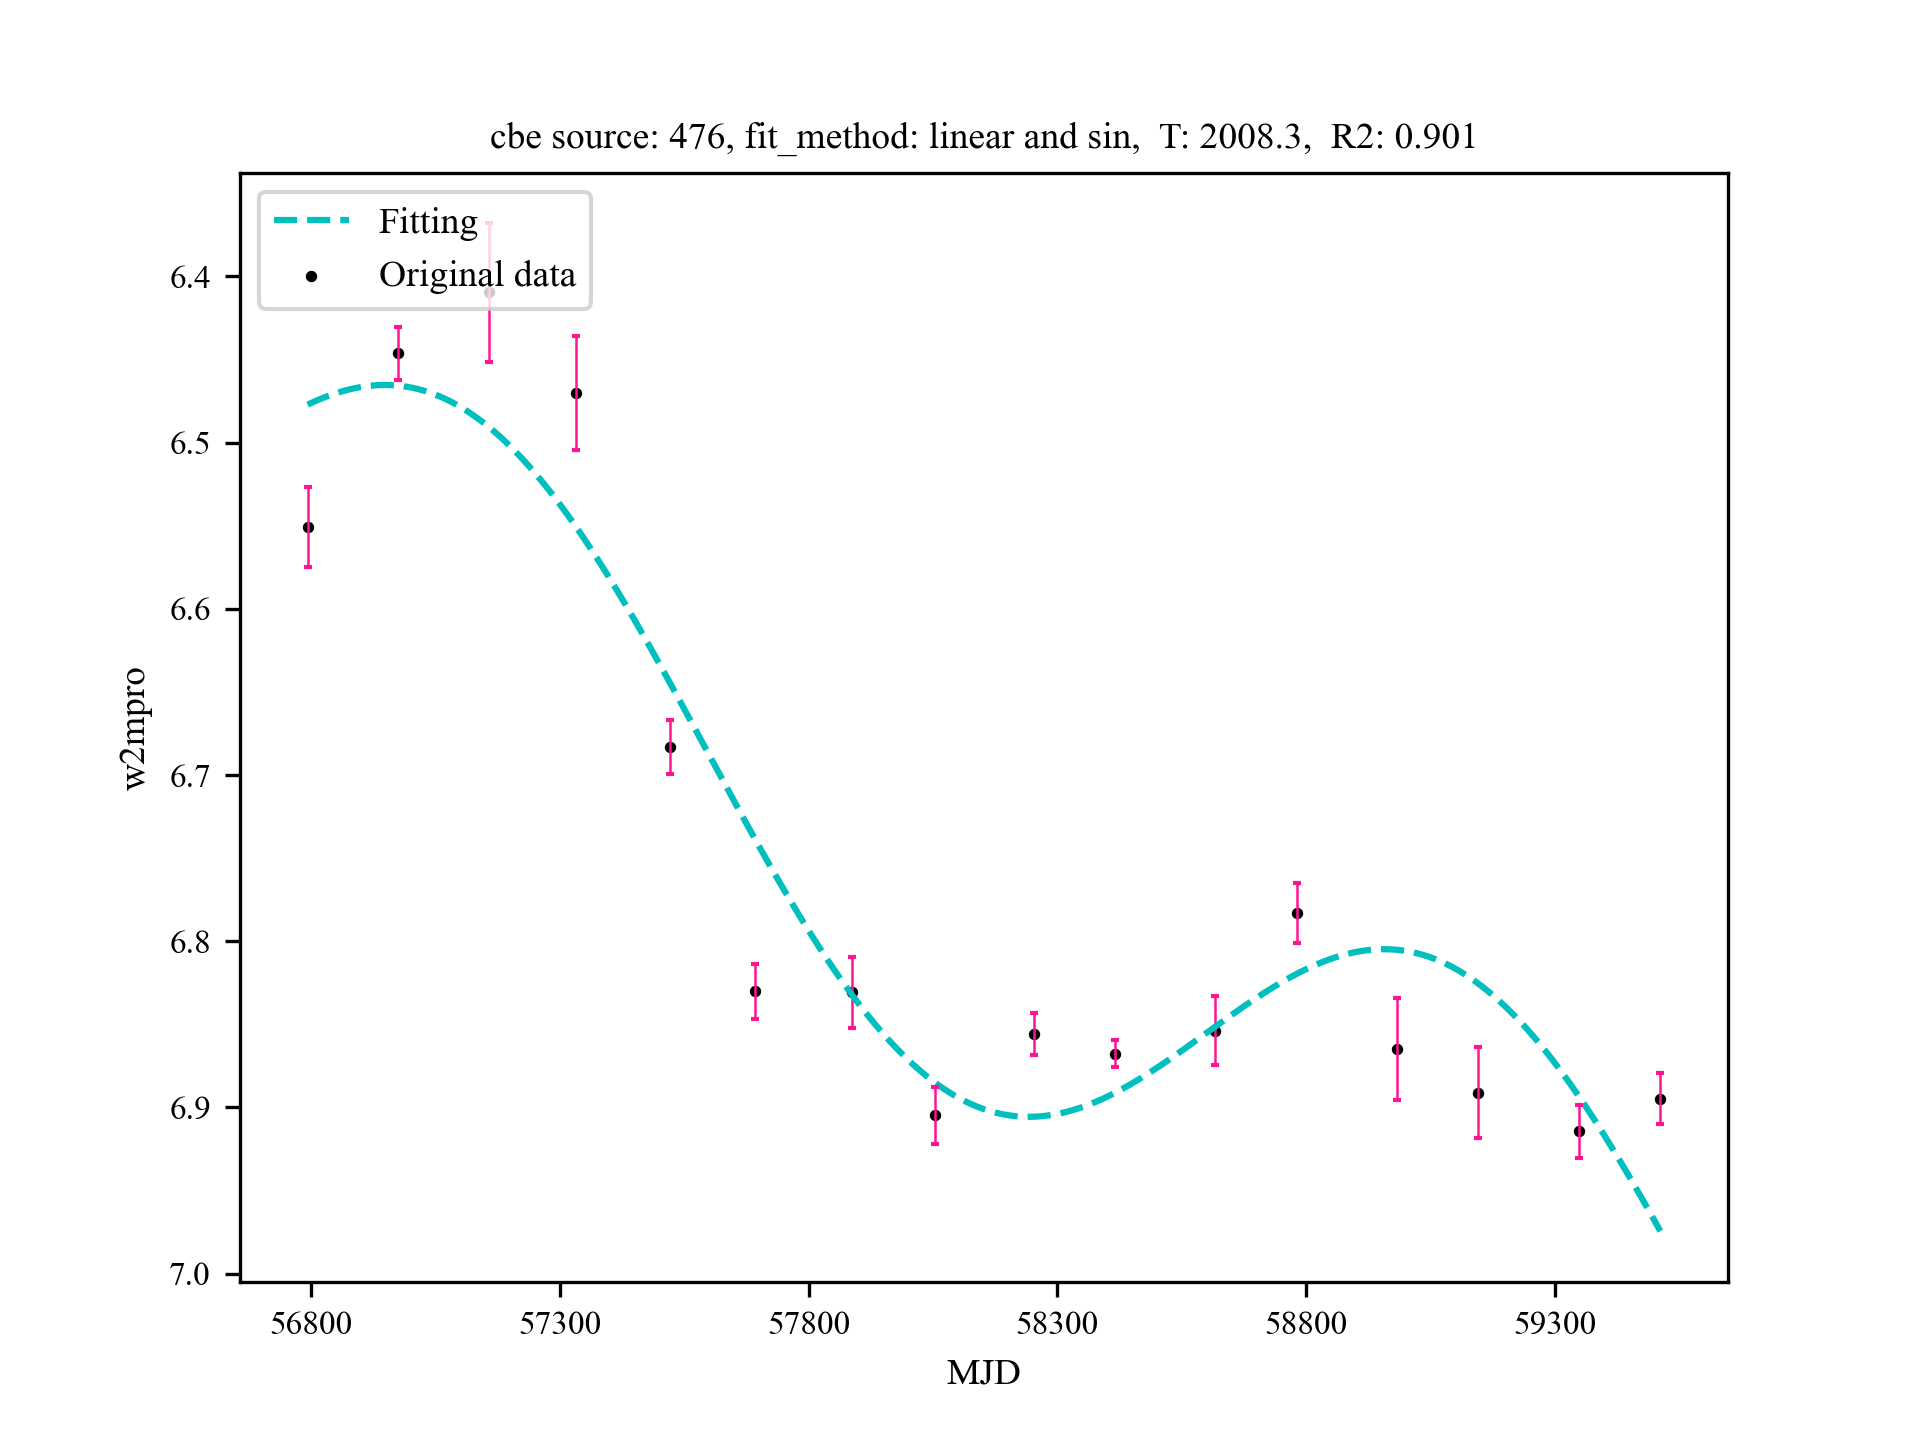 cbe source: 476, fit_method: linear and sin,  T: 2008.3,  R2: 0.901
Fitting
Original data
6.4
6.5
6.6
6.7
6.8
6.9
7.0
w2mpro
56800 57300 57800 58300 58800 59300
MJD